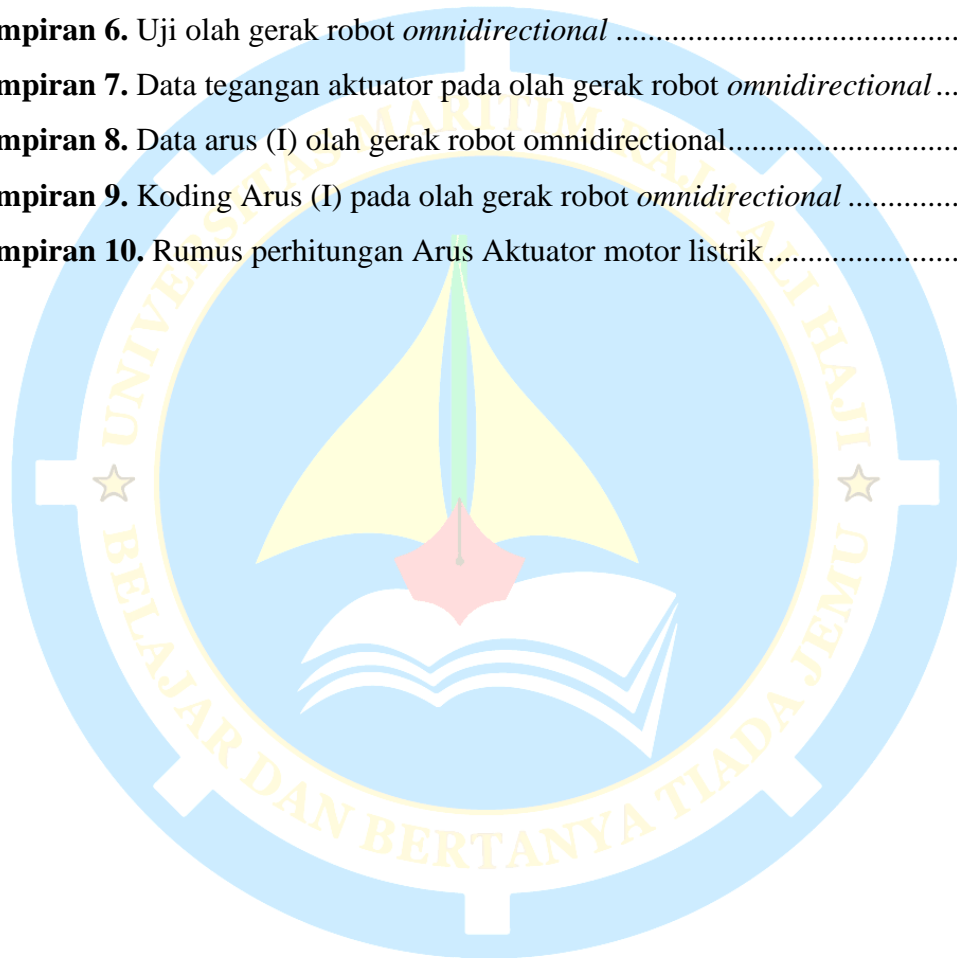 mpiran 6. Uji olah gerak robot omnidirectional ........................................
mpiran 7. Data tegangan aktuator pada olah gerak robot omnidirectional ...
mpiran 8. Data arus (I) olah gerak robot omnidirectional............................
mpiran 9. Koding Arus (I) pada olah gerak robot omnidirectional ..............
mpiran 10. Rumus perhitungan Arus Aktuator motor listrik .......................
UNIVERSITAS MARITIM RAJA ALI HAJI
BELAJAR DAN BERTANYA TIADA JEMU